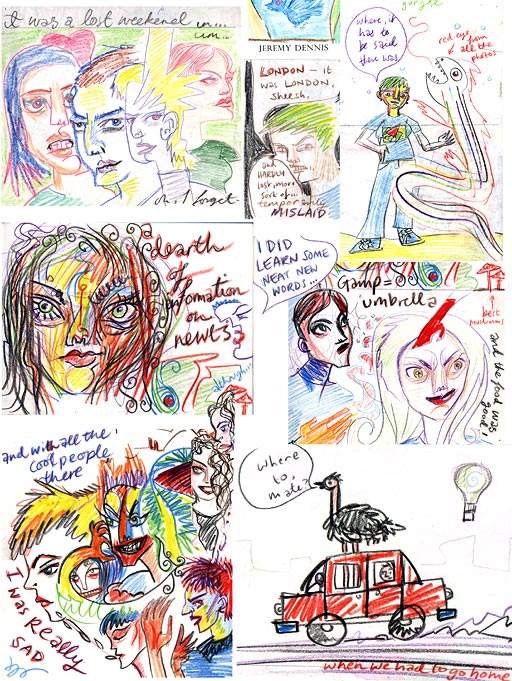 it was a lost weekend in...
um...
oh, I forget
JEREMY DENNIS
LONDON – it
was LONDON,
sheesh.
and
HARDLY
lost, more
sort of...
temporarily
MISLAID
where, it
has to
be said
there was
red eye
from
all the
photos
a
dearth
of
infomation
on
newts
although...
I DID
LEARN SOME
NEAT NEW
WORDS...
Gamp =
umbrella
best
mushrooms
and the food was
good!
and with all the
cool people
there
I was Really
SAD
where
to,
mate?
when we had to go home